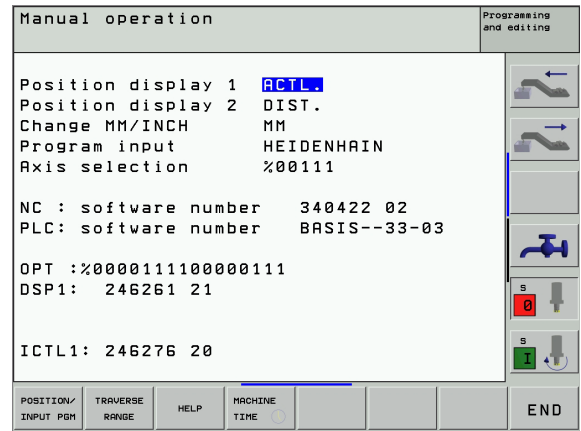 Manual operation
Programming
and editing
Position display 1 ACTL.
Position display 2 DIST.
Change MM/INCH MM
Program input HEIDENHAIN
Axis selection %00111
NC : software number 340422 02
PLC: software number BASIS--33-03
OPT :%0000111100000111
DSP1: 246261 21
ICTL1: 246276 20
S
0
S
I
POSITION/
INPUT PGM
TRAVERSE
RANGE
HELP
MACHINE
TIME
END